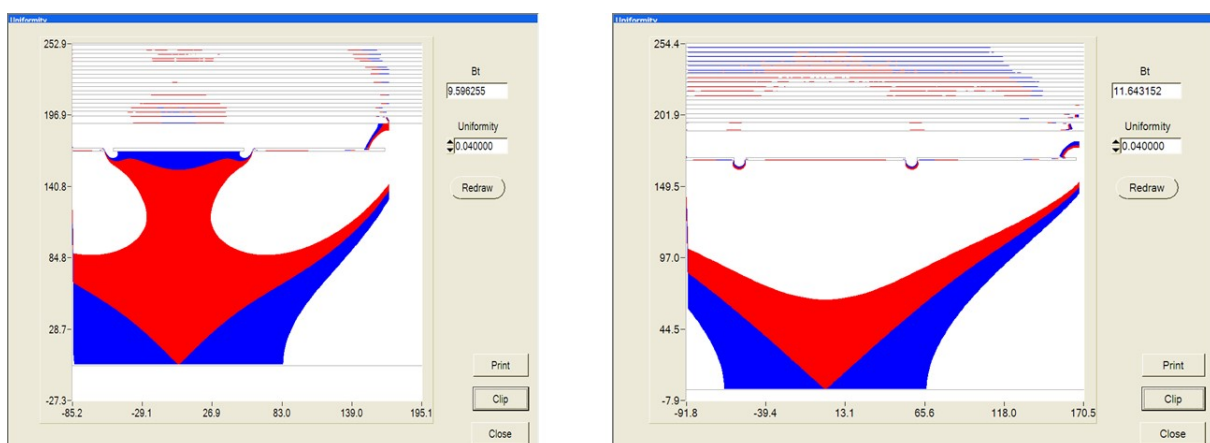 Uniformity
252.9
196.9
140.8
84.8
28.7
-27.3
-85.2 -29.1 26.9 83.0 139.0 195.1
Bt
9.596255
Uniformity
0.040000
Redraw
Print
Clip
Close
Uniformity
254.4
201.9
149.5
97.0
44.5
-7.9
-91.8 -39.4 13.1 65.6 118.0 170.5
Bt
11.643152
Uniformity
0.040000
Redraw
Print
Clip
Close